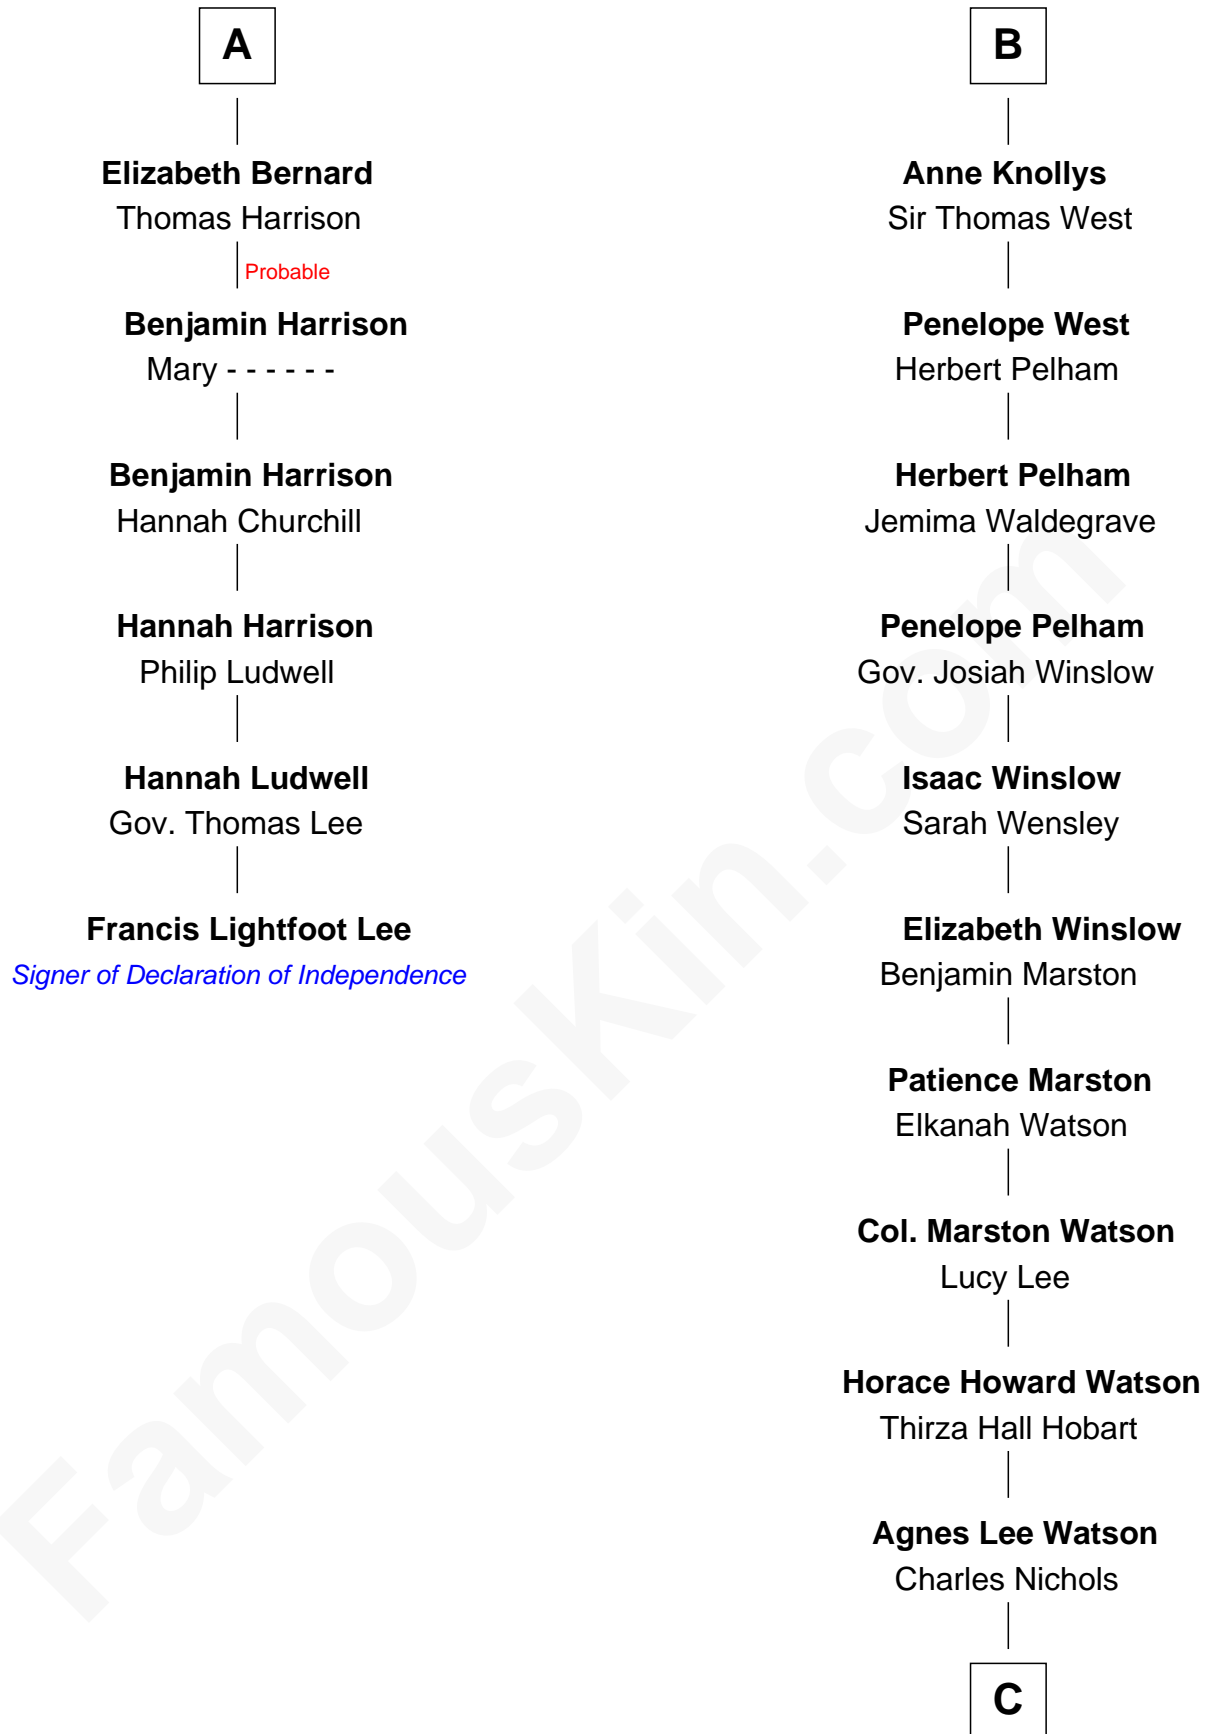 A
Elizabeth Bernard
Thomas Harrison
Probable
Benjamin Harrison
Mary - - - - - -
Benjamin Harrison
Hannah Churchill
Hannah Harrison
Philip Ludwell
Hannah Ludwell
Gov. Thomas Lee
Francis Lightfoot Lee
Signer of Declaration of Independence
B
Anne Knollys
Sir Thomas West
Penelope West
Herbert Pelham
Herbert Pelham
Jemima Waldegrave
Penelope Pelham
Gov. Josiah Winslow
Isaac Winslow
Sarah Wensley
Elizabeth Winslow
Benjamin Marston
Patience Marston
Elkanah Watson
Col. Marston Watson
Lucy Lee
Horace Howard Watson
Thirza Hall Hobart
Agnes Lee Watson
Charles Nichols
C
FamousKin.com